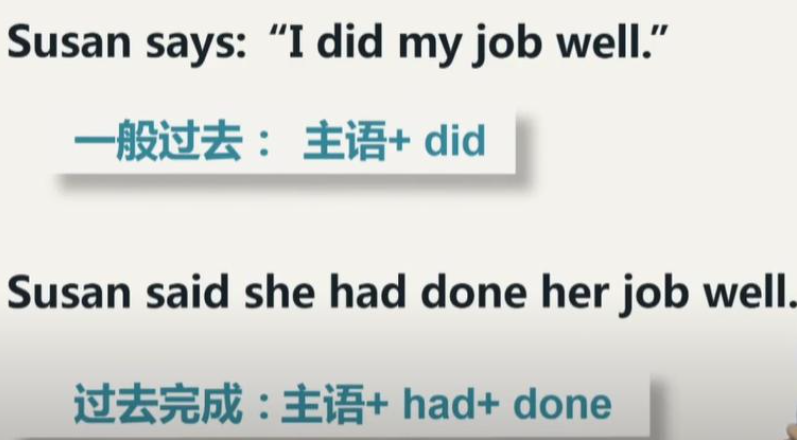 Susan says: “I did my job well.”
一般过去： 主语+ did
Susan said she had done her job well.
过去完成：主语+ had+ done